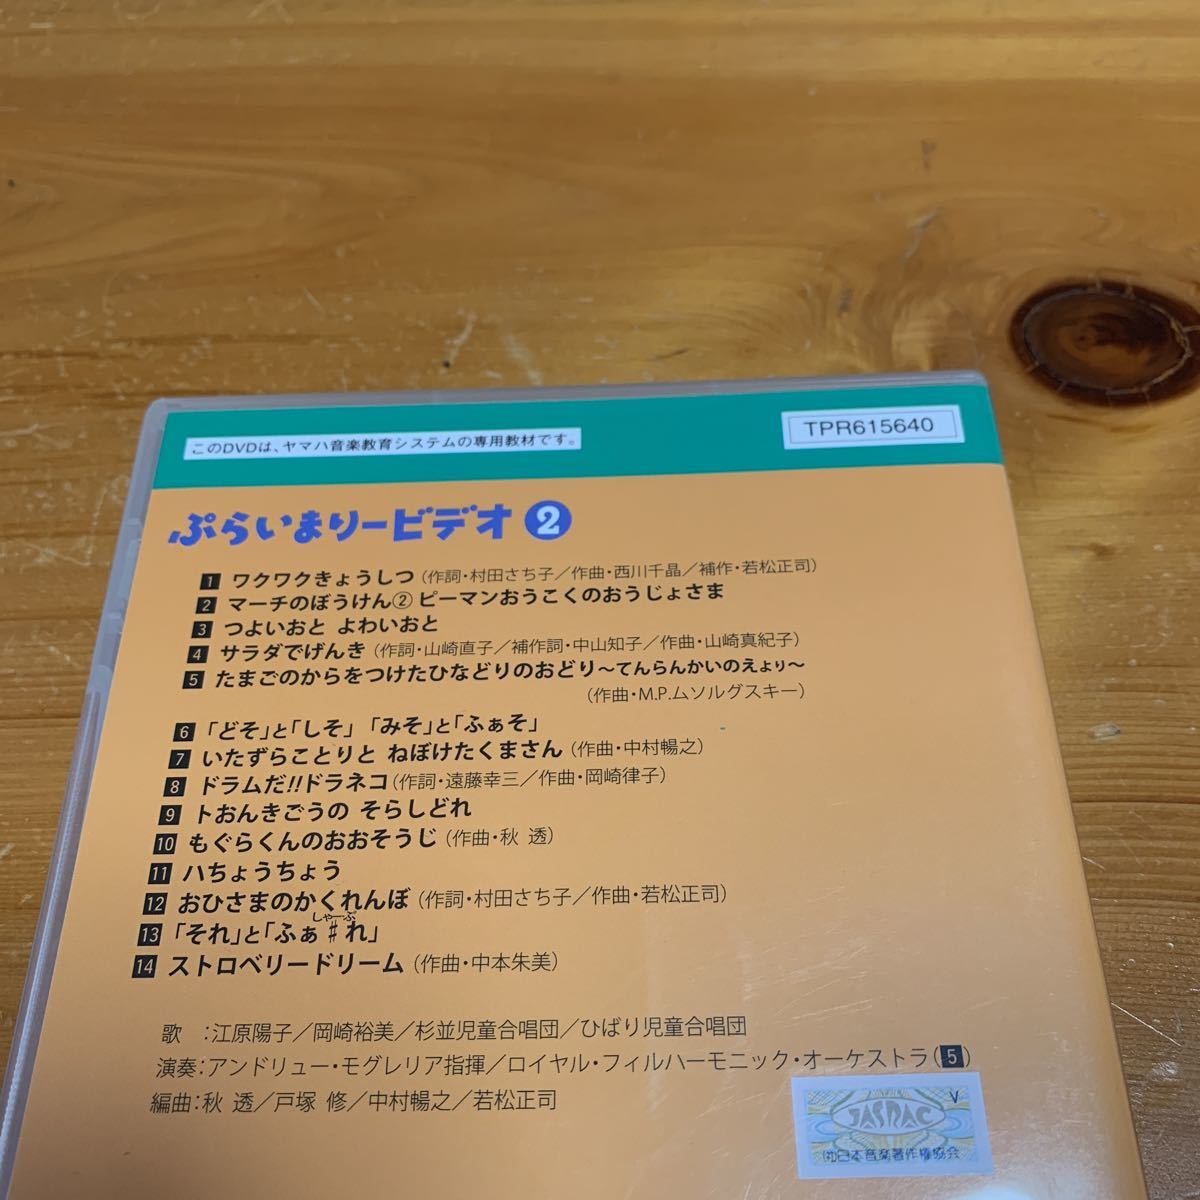 このDVDは、ヤマハ音楽教育システムの専用教材です。
TPR615640
ぷらいまりービデオ 2
1 ワクワクきょうしつ (作詞・村田さち子/作曲・西川千晶/補作・若松正司)
2 マーチのぼうけん② ピーマンおうこくのおうじょさま
3 つよいおと よわいおと
4 サラダでげんき (作詞・山崎直子/補作詞・中山知子/作曲・山崎真紀子)
5 たまごのからをつけたひなどりのおどり〜てんらんかいのえより〜
(作曲・M.P.ムソルグスキー)
6 「どそ」と「しそ」 「みそ」と「ふぁそ」
7 いたずらことりと ねぼけたくまさん (作曲・中村暢之)
8 ドラムだ!!ドラネコ (作詞・遠藤幸三/作曲・岡崎律子)
9 トおんきごうの そらしどれ
10 もぐらくんのおおそうじ (作曲・秋 透)
11 ハちょうちょう
12 おひさまのかくれんぼ (作詞・村田さち子/作曲・若松正司)
しゃーぷ
13 「それ」と「ふぁ♯れ」
14 ストロベリードリーム (作曲・中本朱美)
歌 :江原陽子/岡崎裕美/杉並児童合唱団/ひばり児童合唱団
演奏:アンドリュー・モグレリア指揮/ロイヤル・フィルハーモニック・オーケストラ(5)
編曲:秋 透/戸塚 修/中村暢之/若松正司
V
JASRAC
(社)日本音楽著作権協会